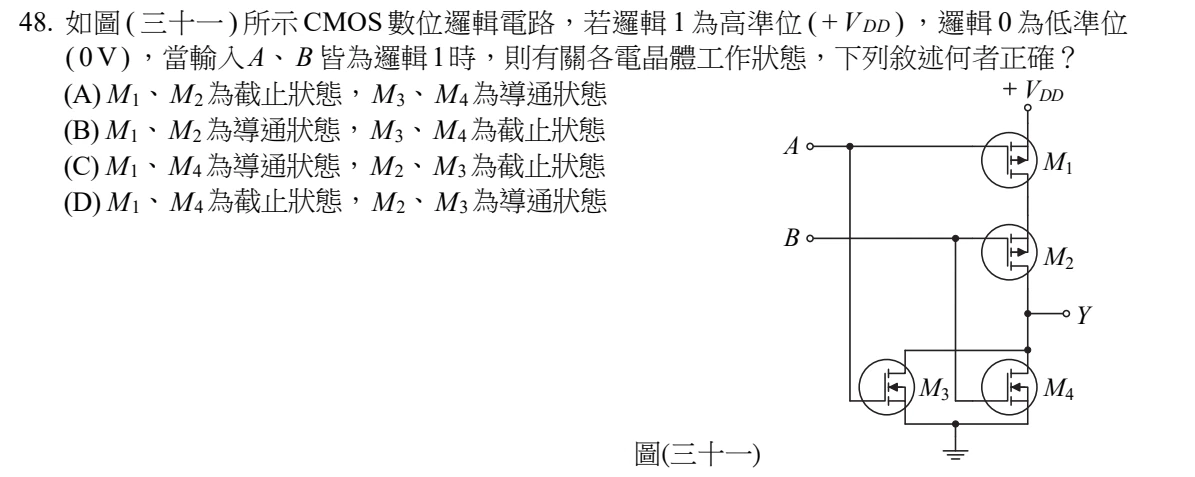 48. 如圖(三十一)所示CMOS數位邏輯電路，若邏輯1為高準位(+VDD)，邏輯0為低準位
(0V)，當輸入A、B皆為邏輯1時，則有關各電晶體工作狀態，下列敘述何者正確？
(A) M1、M2為截止狀態，M3、M4為導通狀態
(B) M1、M2為導通狀態，M3、M4為截止狀態
(C) M1、M4為導通狀態，M2、M3為截止狀態
(D) M1、M4為截止狀態，M2、M3為導通狀態
+VDD
A
M1
B
M2
Y
M3
M4
圖(三十一)